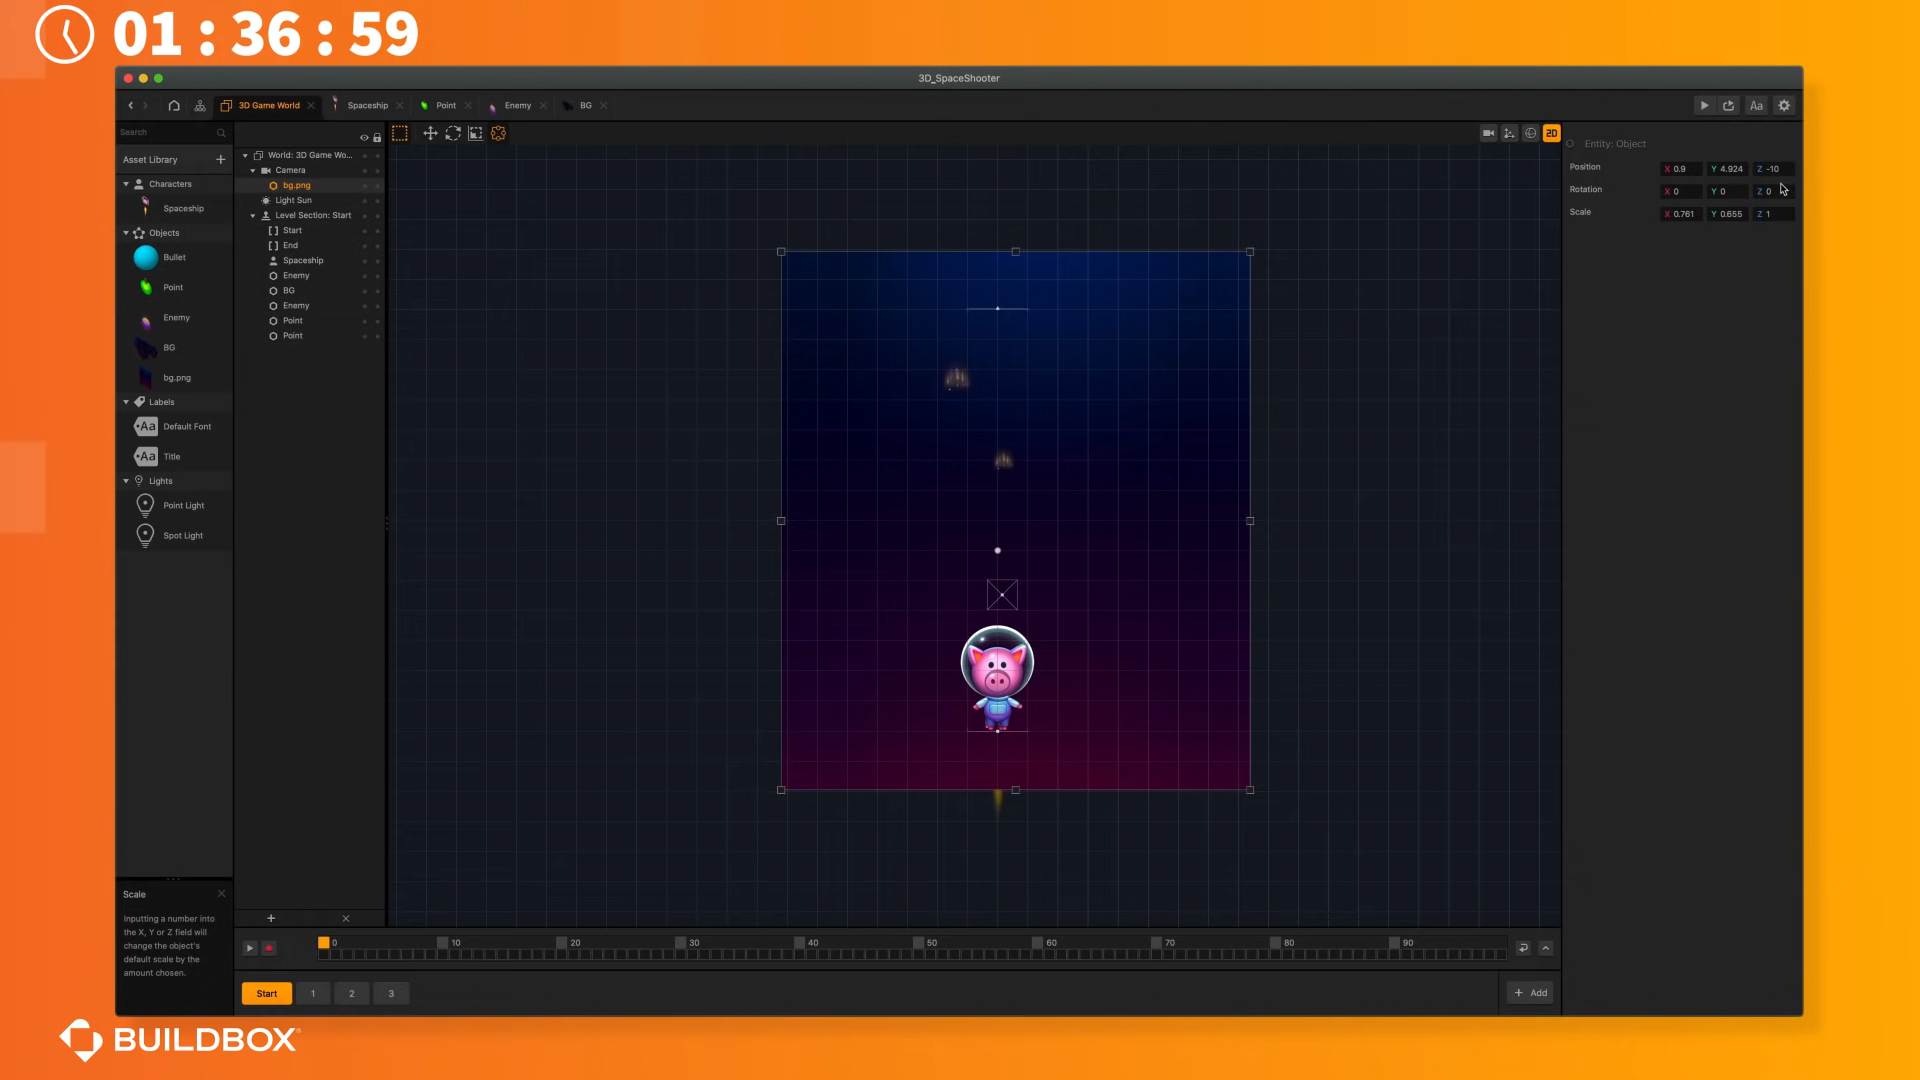 01 : 36 : 59
3D_SpaceShooter
3D Game World
Spaceship
Point
Enemy
BG
Aa
Search
Asset Library
Characters
Spaceship
Objects
Bullet
Point
Enemy
BG
bg.png
Labels
Aa Default Font
Aa Title
Lights
Point Light
Spot Light
World: 3D Game Wo...
Camera
bg.png
Light Sun
Level Section: Start
Start
End
Spaceship
Enemy
BG
Enemy
Point
Point
2D
Entity: Object
Position X 0.9 Y 4.924 Z -10
Rotation X 0 Y 0 Z 0
Scale X 0.761 Y 0.655 Z 1
Scale
Inputting a number into
the X, Y or Z field will
change the object's
default scale by the
amount chosen.
0 10 20 30 40 50 60 70 80 90
Start 1 2 3
+ Add
BUILDBOX